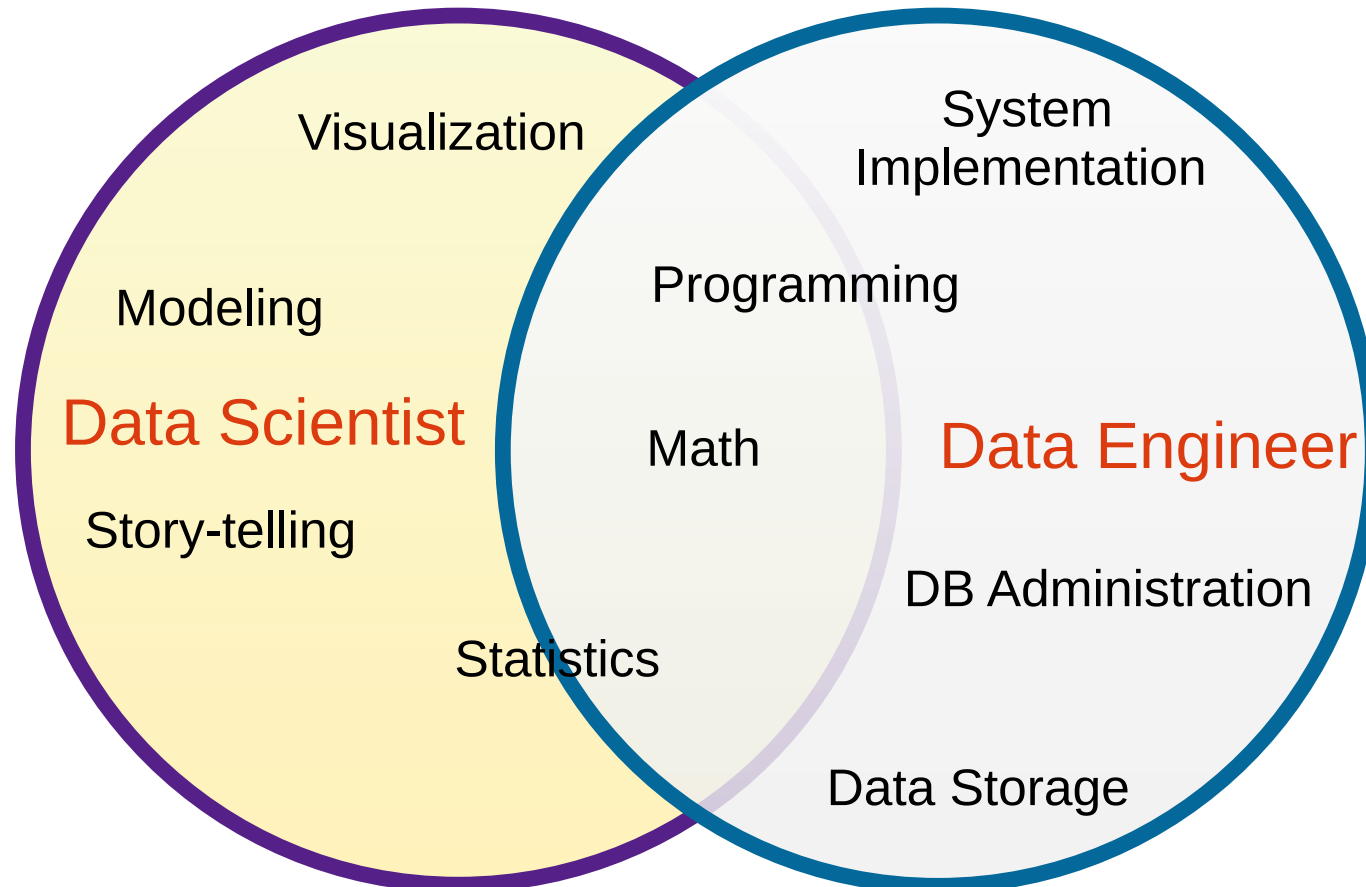 Visualization
System
Implementation
Modeling
Programming
Data Scientist
Math
Data Engineer
Story-telling
DB Administration
Statistics
Data Storage